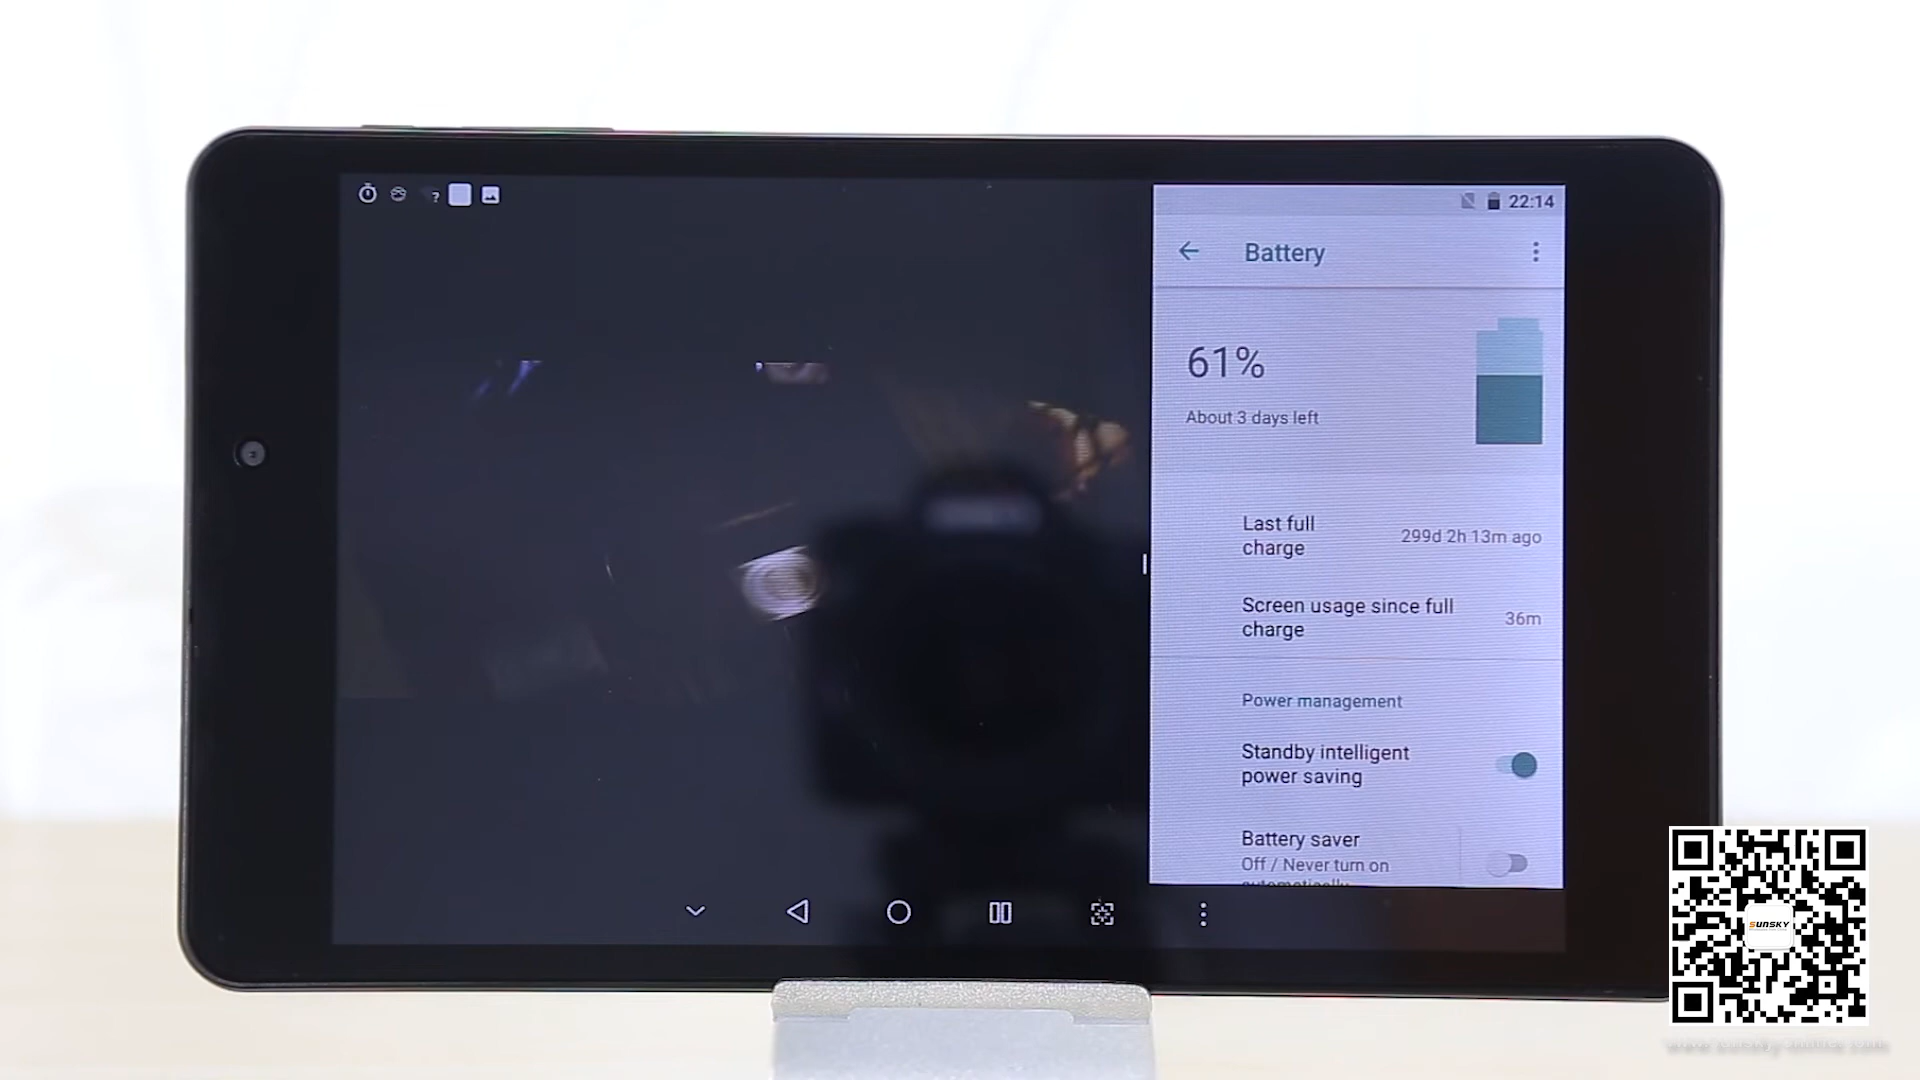 ?
22:14
Battery
61%
About 3 days left
Last full
charge
299d 2h 13m ago
Screen usage since full
charge
36m
Power management
Standby intelligent
power saving
Battery saver
Off / Never turn on
automatically
SUNSKY